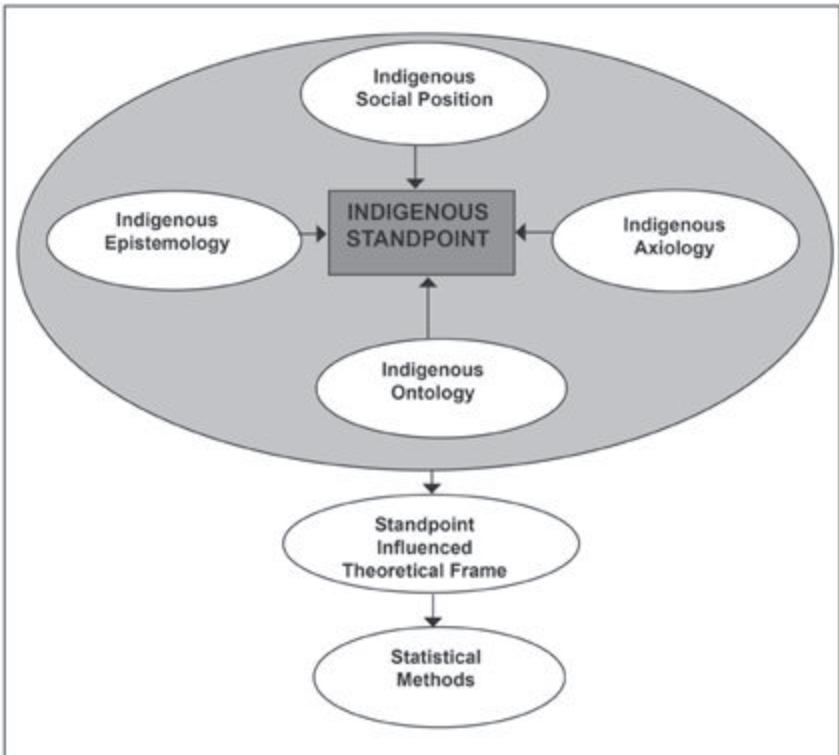 Indigenous
Social Position
Indigenous
Epistemology
INDIGENOUS
STANDPOINT
Indigenous
Axiology
Indigenous
Ontology
Standpoint
Influenced
Theoretical Frame
Statistical
Methods